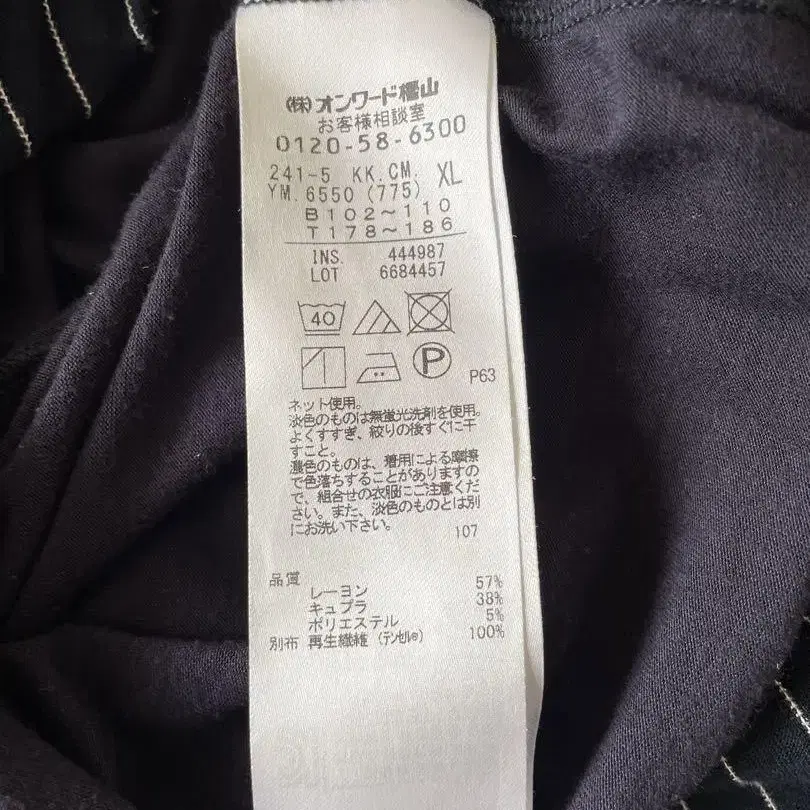 (株)オンワード樫山
お客様相談室
0120-58-6300
241-5 KK.CM. XL
YM.6550 (775)
B102~110
T178~186
INS. 444987
LOT 6684457
40
P
P63
ネット使用。
淡色のものは無蛍光洗剤を使用。
よくすすぎ、絞りの後すぐに干
すこと。
濃色のものは、着用による摩擦
で色落ちすることがありますの
で、組合せの衣服にご注意くだ
さい。また、淡色のものとは別
にお洗い下さい。
107
品質
レーヨン 57%
キュプラ 38%
ポリエステル 5%
別布 再生繊維 (テンセル®) 100%